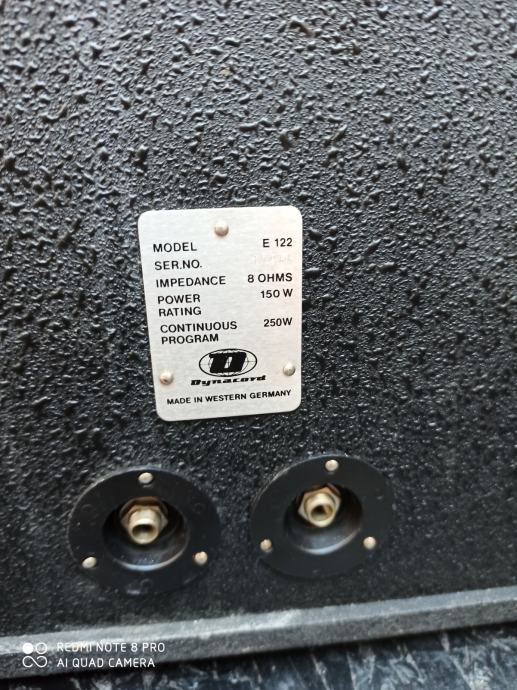 MODEL E 122
SER.NO.
IMPEDANCE 8 OHMS
POWER 150 W
RATING
CONTINUOUS 250W
PROGRAM
D
Dynacord
MADE IN WESTERN GERMANY
REDMI NOTE 8 PRO
AI QUAD CAMERA